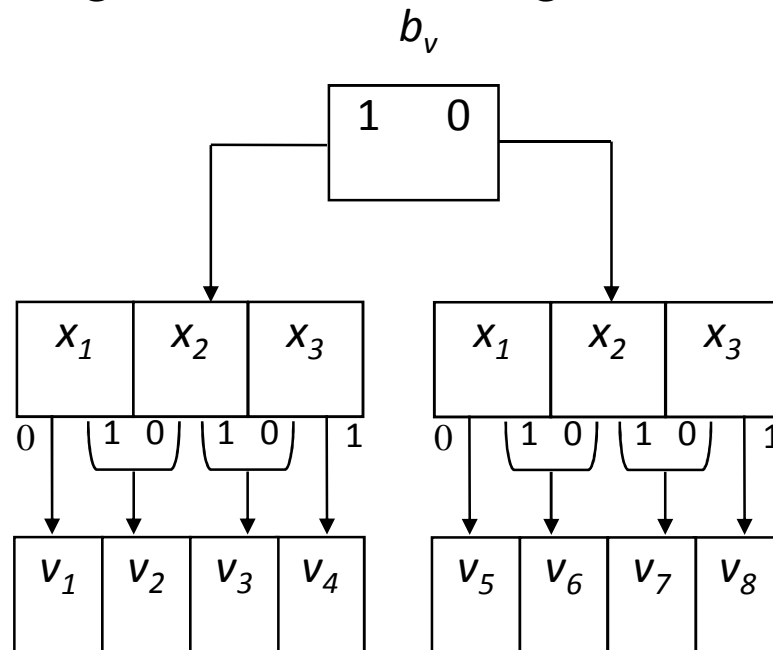 b_v
1 0
x_1 x_2 x_3 x_1 x_2 x_3
0 1 0 1 0 1 0 1 0 1 0 1
v_1 v_2 v_3 v_4 v_5 v_6 v_7 v_8